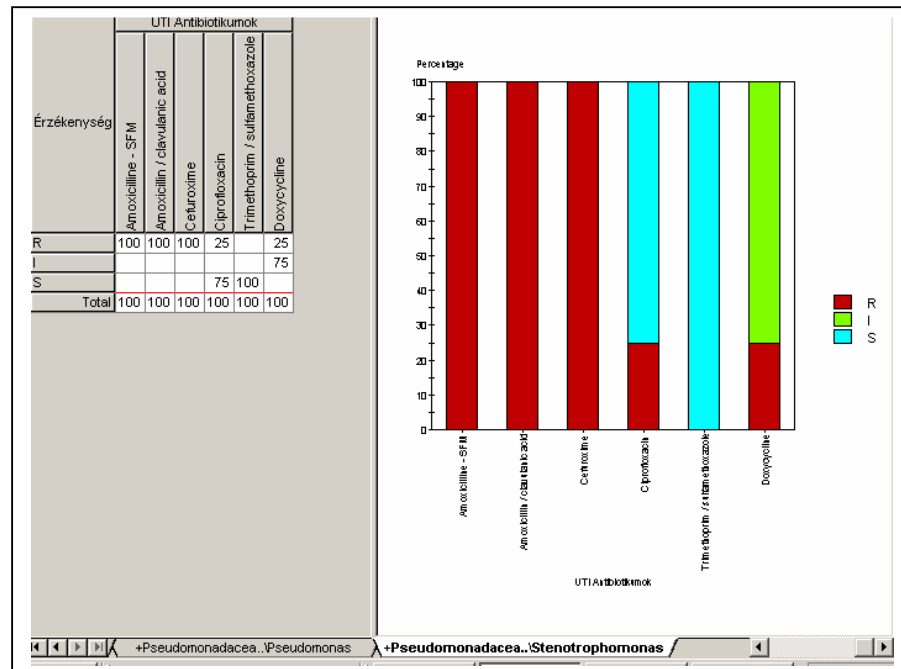 UTI Antibiotikumok
Érzékenység
Amoxicilline - SFM
Amoxicillin / clavulanic acid
Cefuroxime
Ciprofloxacin
Trimethoprim / sulfamethoxazole
Doxycycline
R 100 100 100 25 25
I 75
S 75 100
Total 100 100 100 100 100 100
Percentage
100
90
80
70
60
50
40
30
20
10
0
R
I
S
Amoxicilline - SFM
Amoxicillin / clavulanic acid
Cefuroxime
Ciprofloxacin
Trimethoprim / sulfamethoxazole
Doxycycline
UTI Antibiotikumok
+Pseudomonadacea..\Pseudomonas
+Pseudomonadacea..\Stenotrophomonas